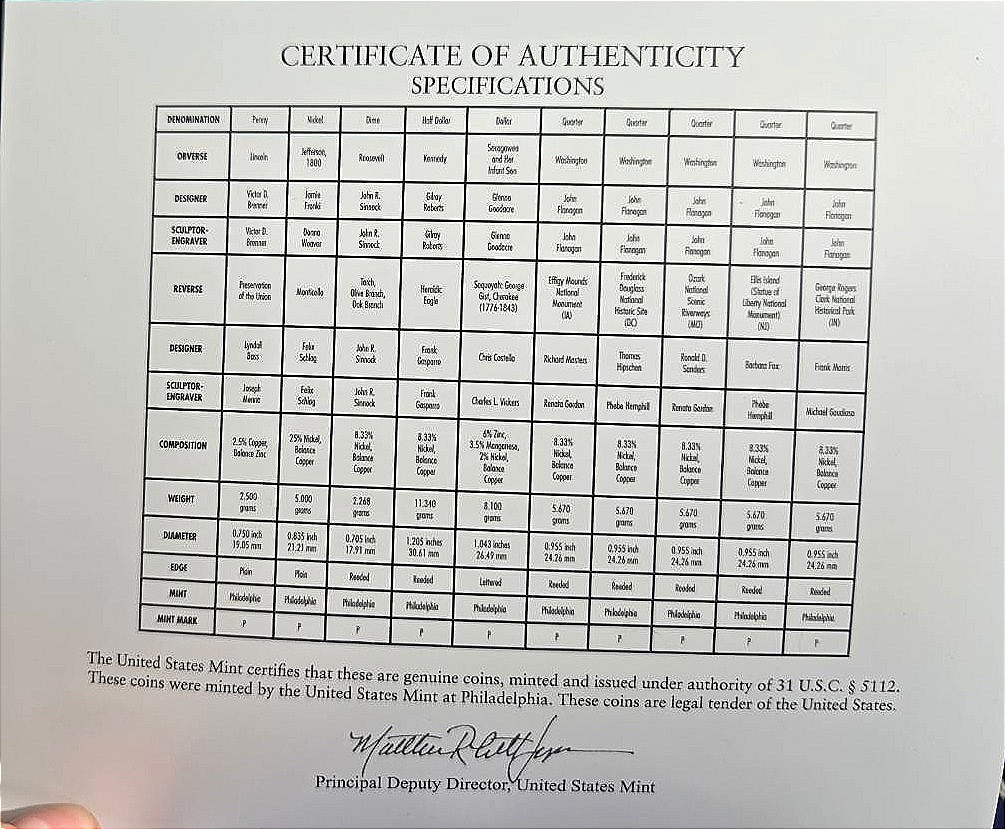 CERTIFICATE OF AUTHENTICITY
SPECIFICATIONS
DENOMINATION Penny Nickel Dime Half Dollar Dollar Quarter Quarter Quarter Quarter Quarter
OBVERSE Lincoln Jefferson, 1800 Roosevelt Kennedy Sacagawea and Her Infant Son Washington Washington Washington Washington Washington
DESIGNER Victor D. Brenner Jamie Franki John R. Sinnock Gilroy Roberts Glenna Goodacre John Flanagan John Flanagan John Flanagan John Flanagan John Flanagan
SCULPTOR-ENGRAVER Victor D. Brenner Donna Weaver John R. Sinnock Gilroy Roberts Glenna Goodacre John Flanagan John Flanagan John Flanagan John Flanagan John Flanagan
REVERSE Preservation of the Union Monticello Torch, Olive Branch, Oak Branch Heraldic Eagle Sequoyah: George Gist, Cherokee (1776-1843) Effigy Mounds National Monument (IA) Frederick Douglass National Historic Site (DC) Ozark National Scenic Riverways (MO) Ellis Island (Statue of Liberty National Monument) (NJ) George Rogers Clark National Historical Park (IN)
DESIGNER Lyndall Bass Felix Schlag John R. Sinnock Frank Gasparro Chris Costello Richard Masters Thomas Hipschen Ronald D. Sanders Barbara Fox Frank Morris
SCULPTOR-ENGRAVER Joseph Menna Felix Schlag John R. Sinnock Frank Gasparro Charles L. Vickers Renata Gordon Phebe Hemphill Renata Gordon Phebe Hemphill Michael Gaudioso
COMPOSITION 2.5% Copper, Balance Zinc 25% Nickel, Balance Copper 8.33% Nickel, Balance Copper 8.33% Nickel, Balance Copper 6% Zinc, 3.5% Manganese, 2% Nickel, Balance Copper 8.33% Nickel, Balance Copper 8.33% Nickel, Balance Copper 8.33% Nickel, Balance Copper 8.33% Nickel, Balance Copper 8.33% Nickel, Balance Copper
WEIGHT 2.500 grams 5.000 grams 2.268 grams 11.340 grams 8.100 grams 5.670 grams 5.670 grams 5.670 grams 5.670 grams 5.670 grams
DIAMETER 0.750 inch 19.05 mm 0.835 inch 21.21 mm 0.705 inch 17.91 mm 1.205 inches 30.61 mm 1.043 inches 26.49 mm 0.955 inch 24.26 mm 0.955 inch 24.26 mm 0.955 inch 24.26 mm 0.955 inch 24.26 mm 0.955 inch 24.26 mm
EDGE Plain Plain Reeded Reeded Lettered Reeded Reeded Reeded Reeded Reeded
MINT Philadelphia Philadelphia Philadelphia Philadelphia Philadelphia Philadelphia Philadelphia Philadelphia Philadelphia Philadelphia
MINT MARK P P P P P P P P P P
The United States Mint certifies that these are genuine coins, minted and issued under authority of 31 U.S.C. § 5112.
These coins were minted by the United States Mint at Philadelphia. These coins are legal tender of the United States.
Principal Deputy Director, United States Mint